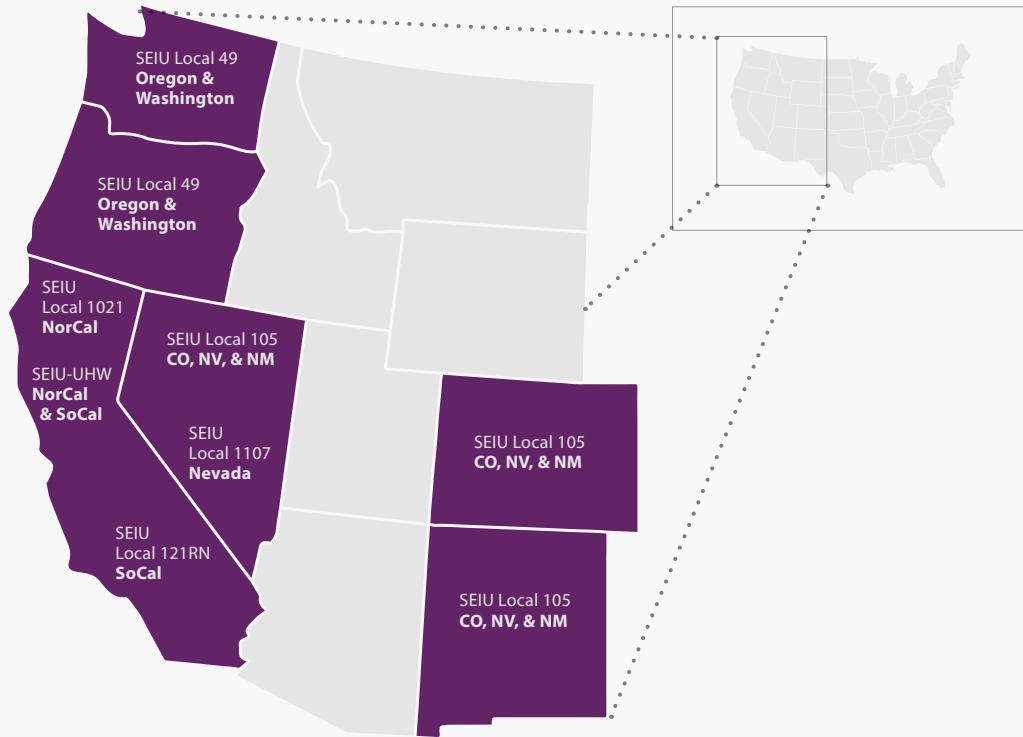 SEIU Local 49
Oregon &
Washington
SEIU Local 49
Oregon &
Washington
SEIU
Local 1021
NorCal
SEIU-UHW
NorCal
& SoCal
SEIU Local 105
CO, NV, & NM
SEIU
Local 1107
Nevada
SEIU
Local 121RN
SoCal
SEIU Local 105
CO, NV, & NM
SEIU Local 105
CO, NV, & NM